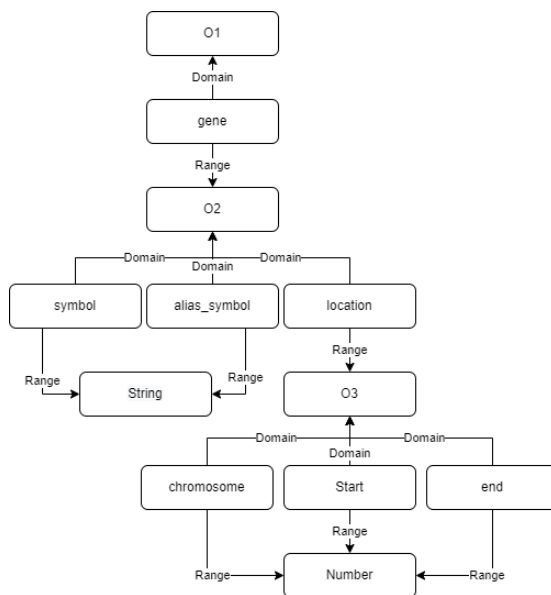 O1
Domain
gene
Range
O2
Domain
Domain
Domain
symbol
alias_symbol
location
Range
Range
Range
String
O3
Domain
Domain
Domain
chromosome
Start
end
Range
Range
Range
Number